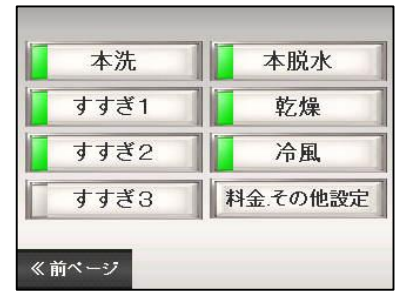 本洗
本脱水
すすぎ1
乾燥
すすぎ2
冷風
すすぎ3
料金.その他設定
≪前ページ